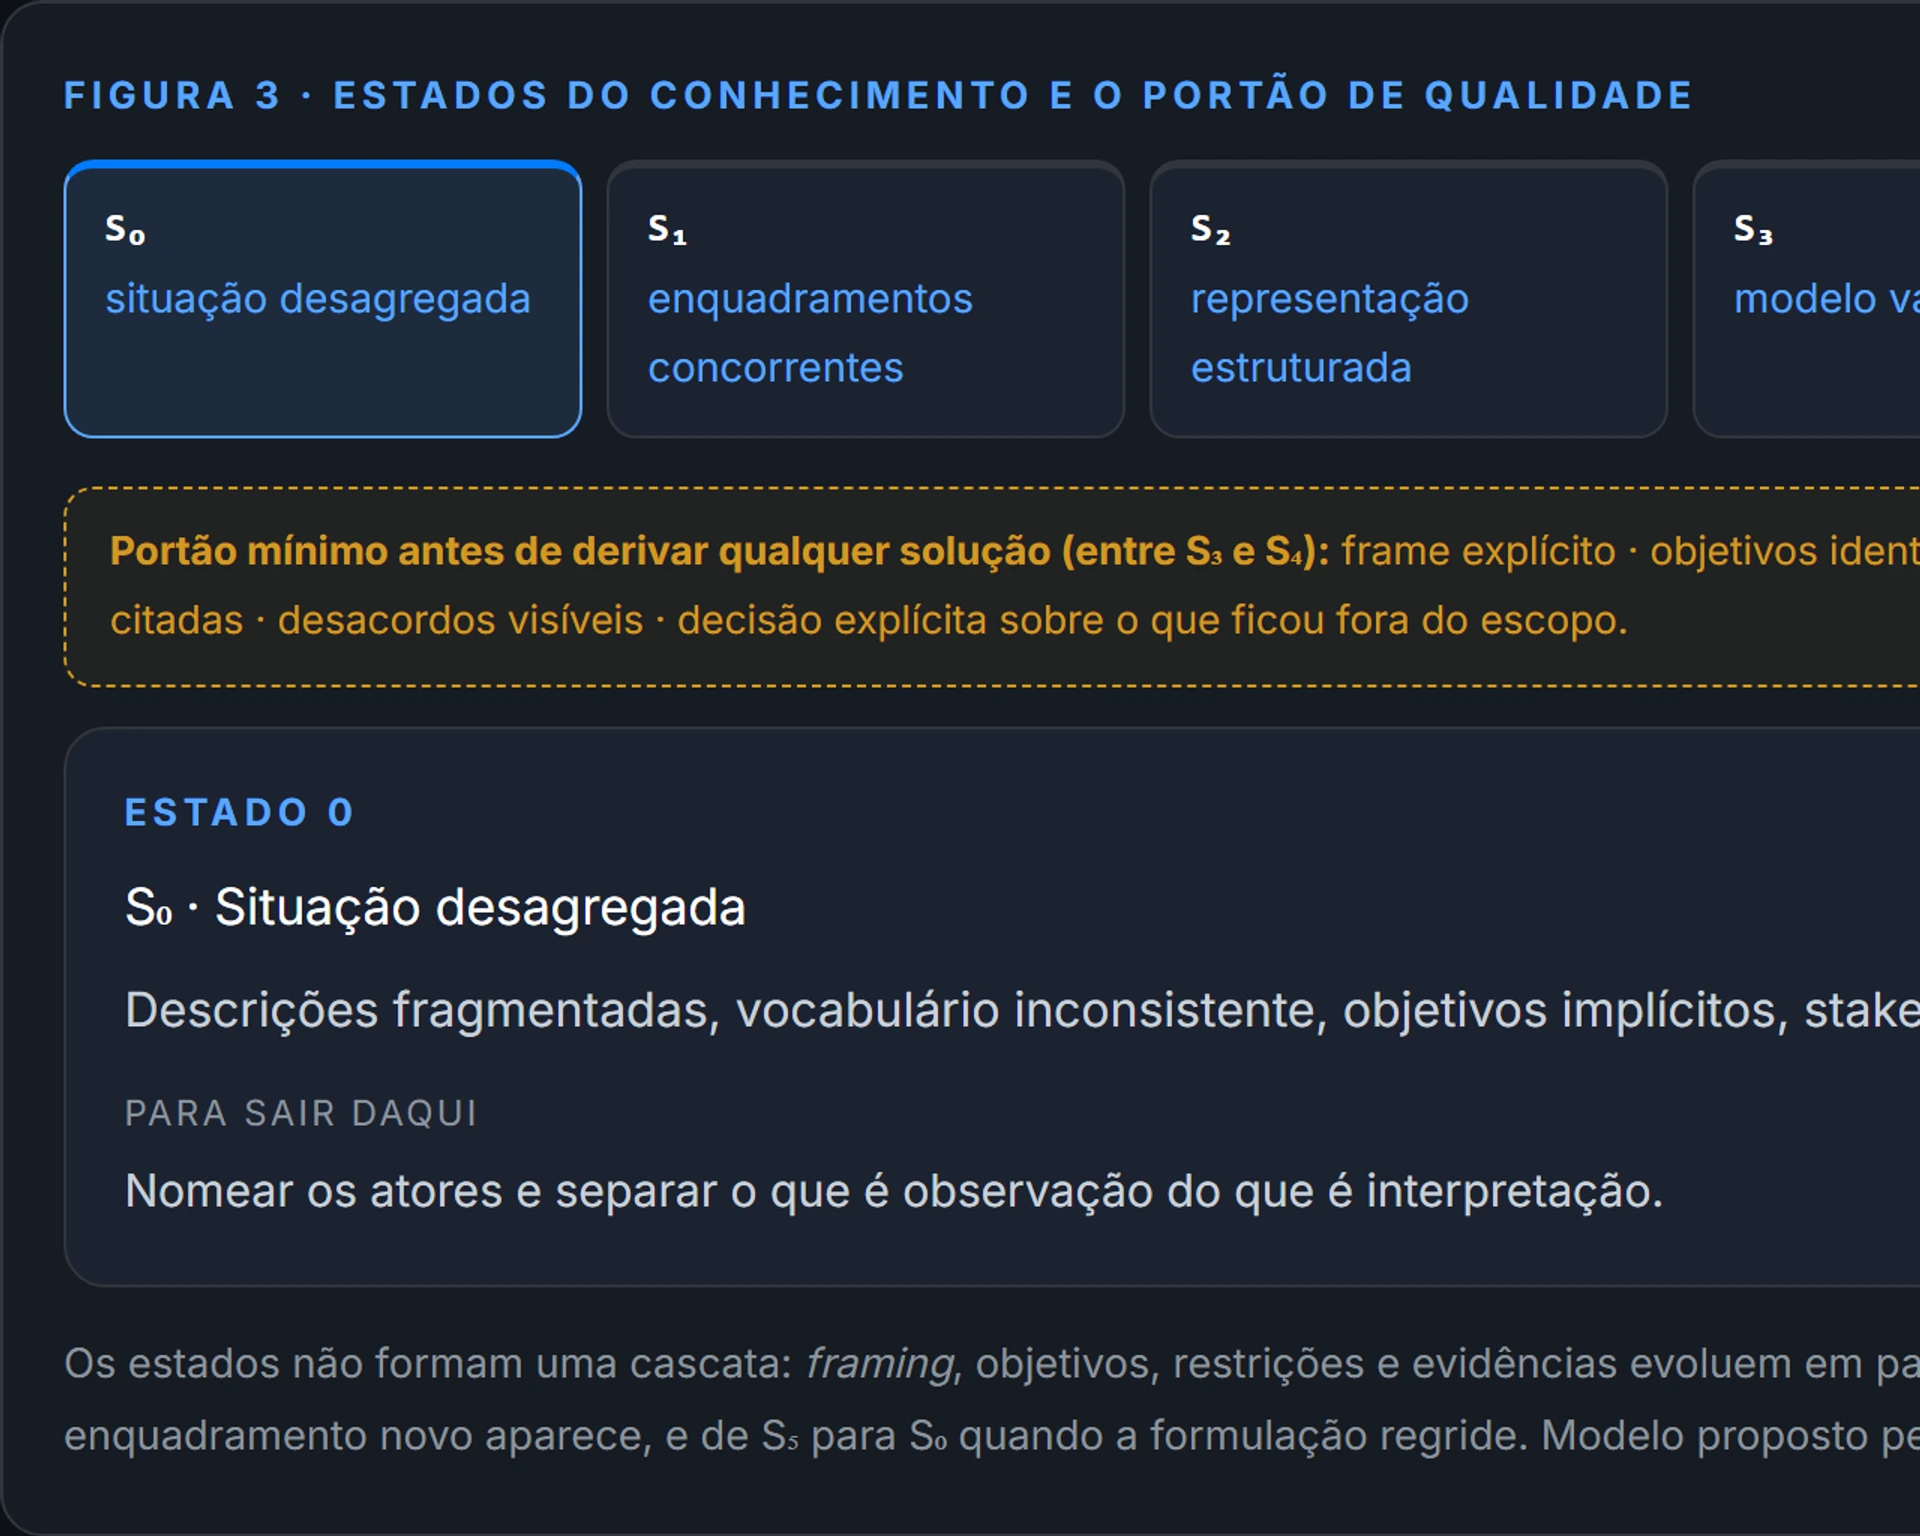 FIGURA 3 · ESTADOS DO CONHECIMENTO E O PORTÃO DE QUALIDADE
S₀
situação desagregada
S₁
enquadramentos
concorrentes
S₂
representação
estruturada
S₃
modelo
Portão mínimo antes de derivar qualquer solução (entre S₃ e S₄): frame explícito · objetivos
citadas · desacordos visíveis · decisão explícita sobre o que ficou fora do escopo.
ESTADO 0
S₀ · Situação desagregada
Descrições fragmentadas, vocabulário inconsistente, objetivos implícitos,
PARA SAIR DAQUI
Nomear os atores e separar o que é observação do que é interpretação.
Os estados não formam uma cascata: framing, objetivos, restrições e evidências evoluem em
enquadramento novo aparece, e de S₅ para S₀ quando a formulação regride. Modelo proposto